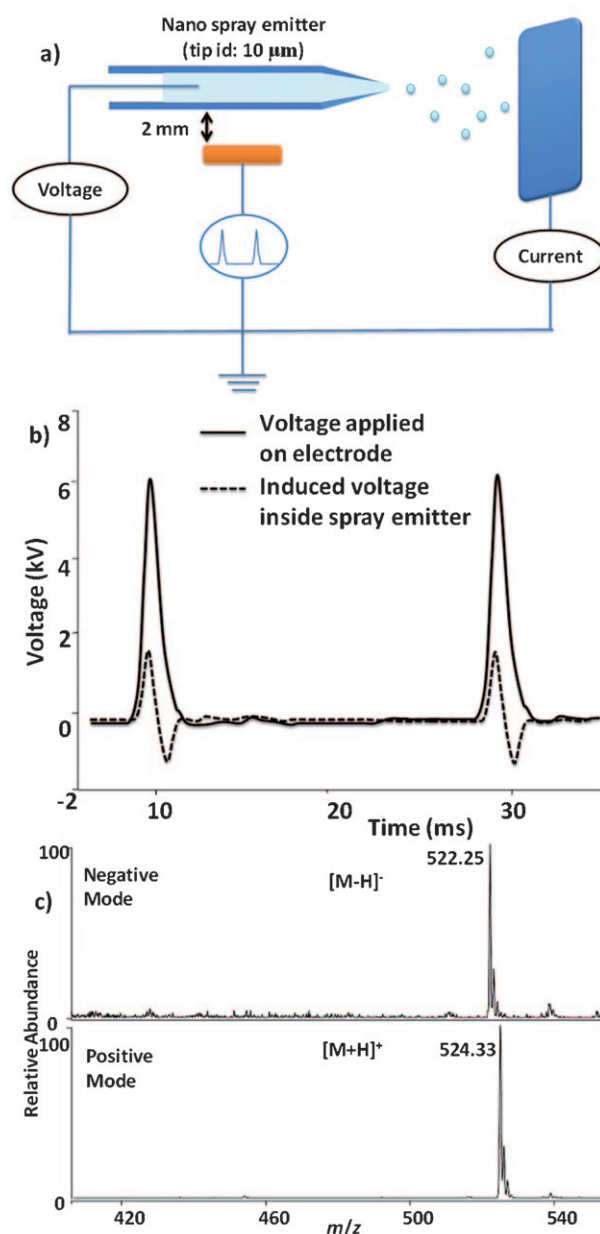 a)
Nano spray emitter
(tip id: 10 μm)
2 mm
Voltage
Current
b)
Voltage applied
on electrode
Induced voltage
inside spray emitter
Voltage (kV)
8
6
4
2
0
-2
10
20
30
Time (ms)
c)
Relative Abundance
100
Negative
Mode
[M-H]-
522.25
0
100
Positive
Mode
[M+H]+
524.33
0
420
460
500
540
m/z